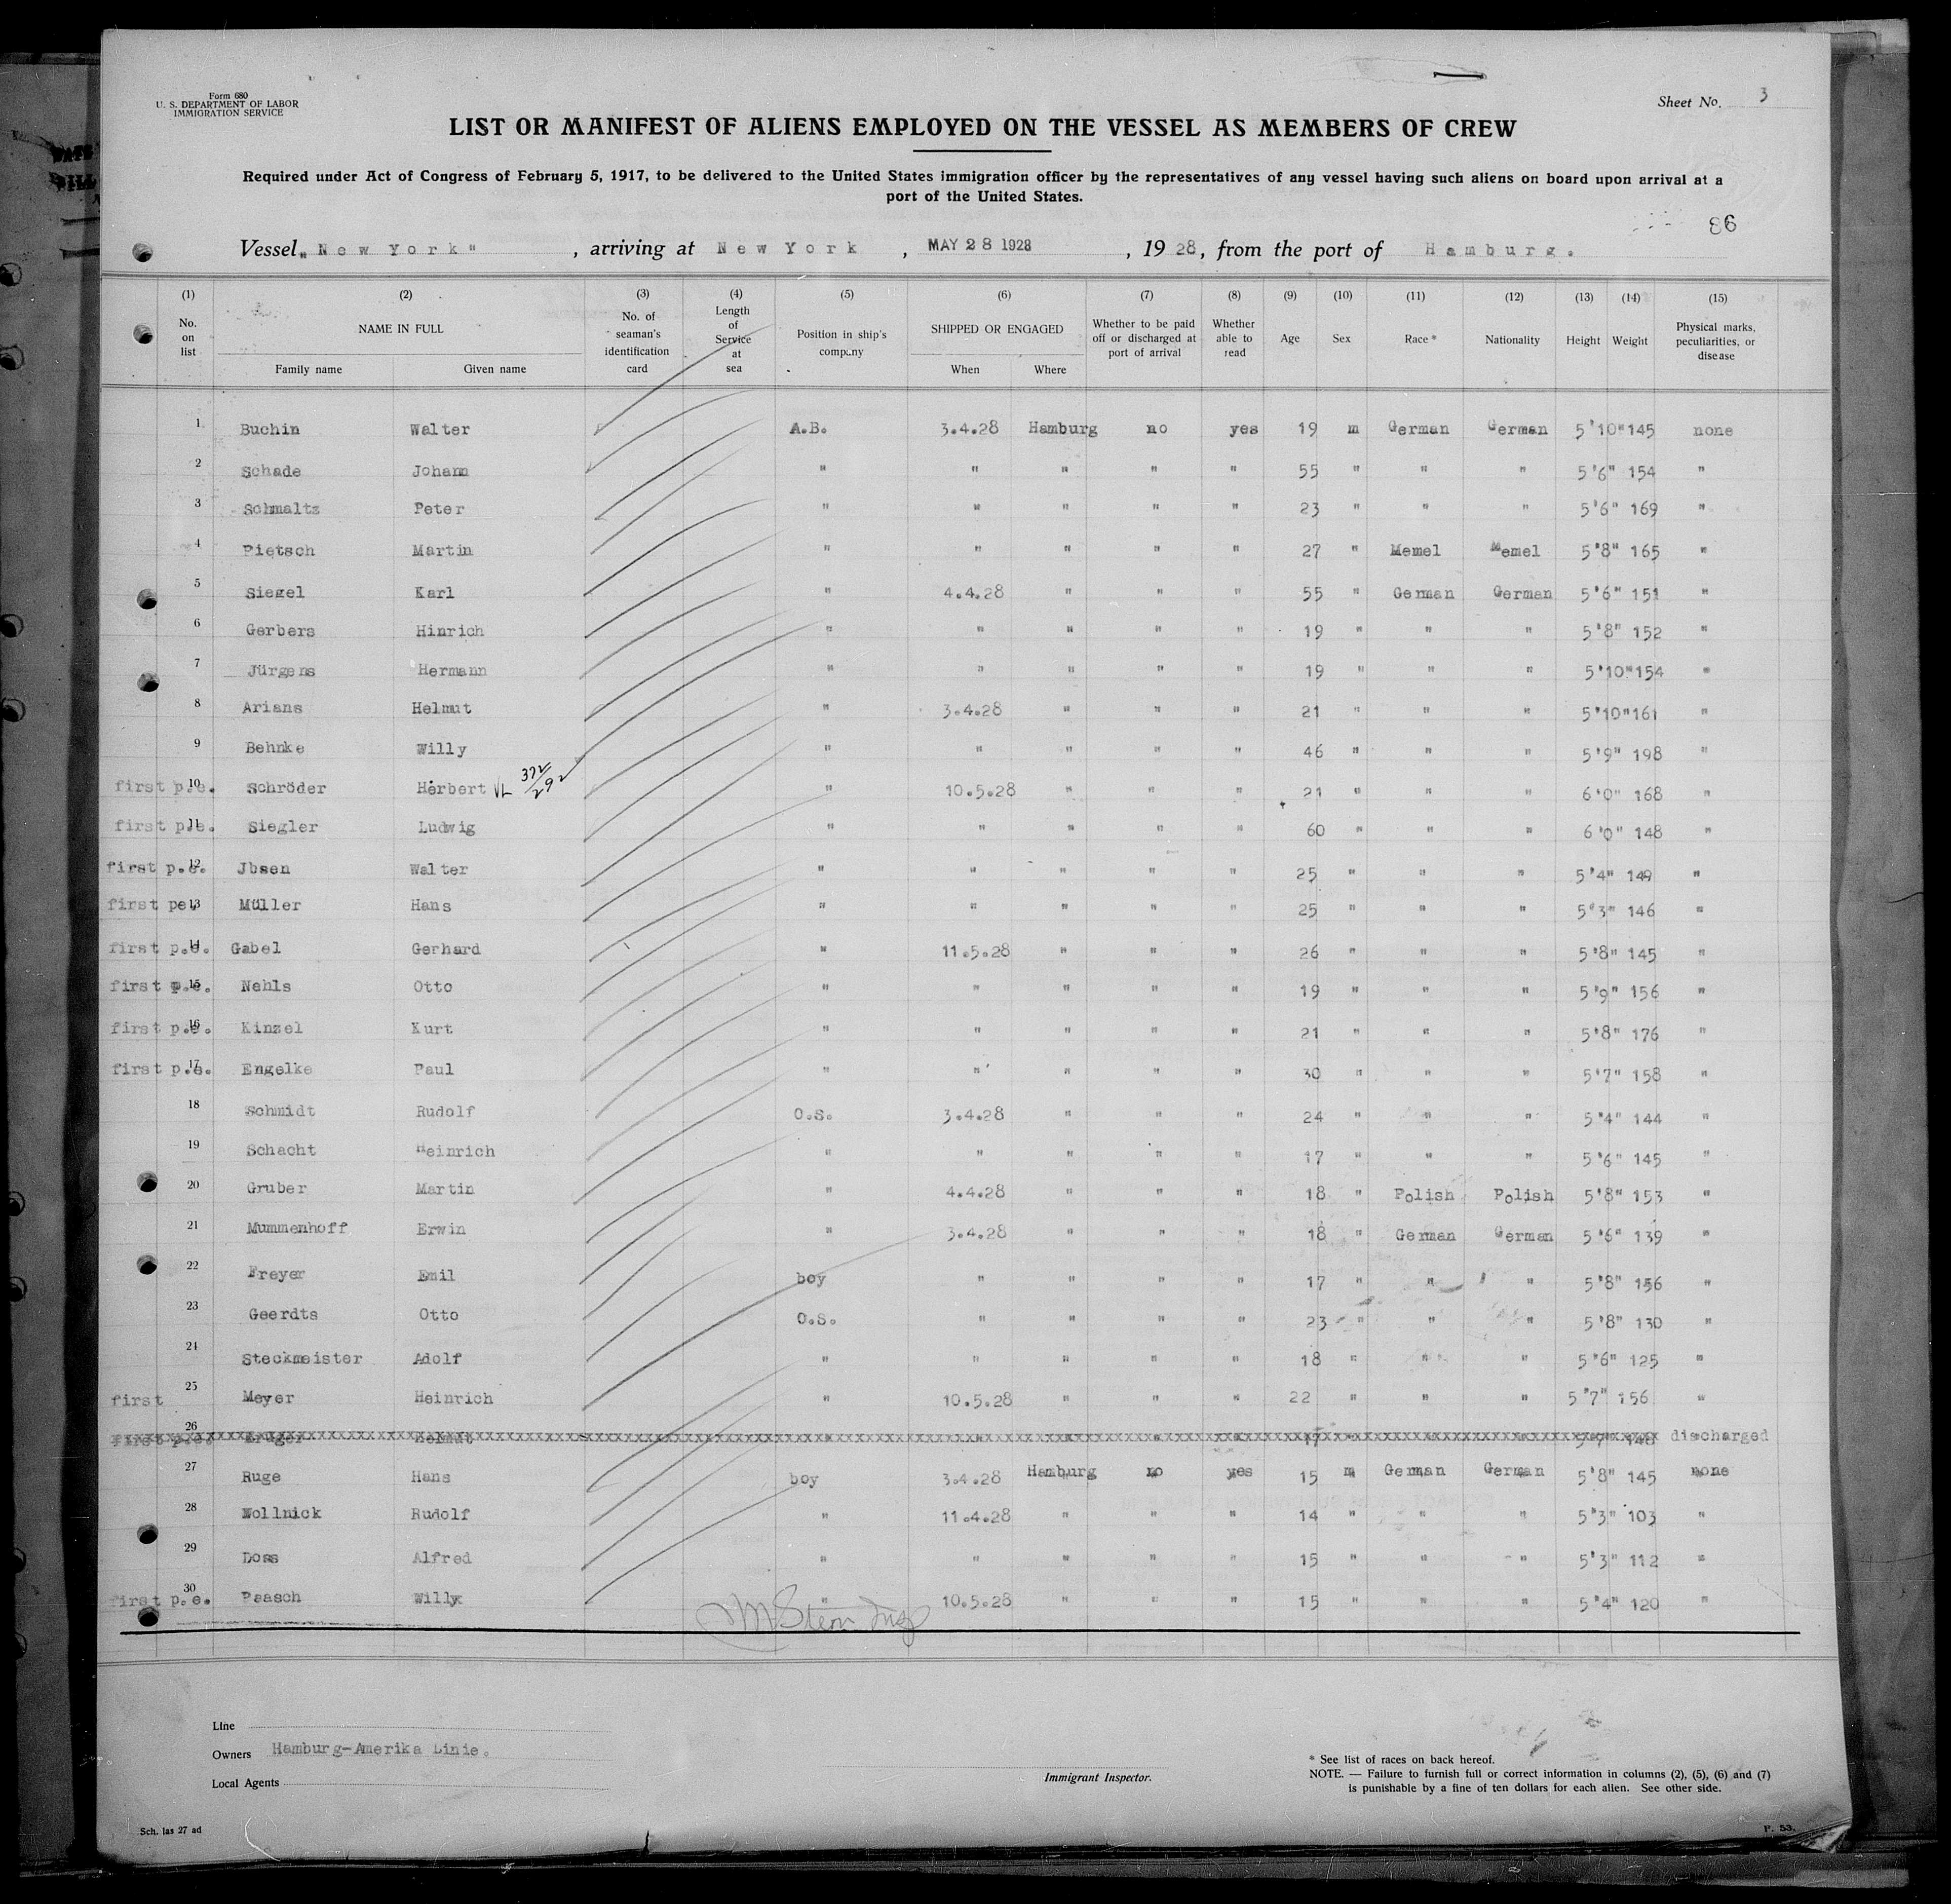 Form 680
U. S. DEPARTMENT OF LABOR
IMMIGRATION SERVICE
Sheet No. 3
LIST OR MANIFEST OF ALIENS EMPLOYED ON THE VESSEL AS MEMBERS OF CREW
Required under Act of Congress of February 5, 1917, to be delivered to the United States immigration officer by the representatives of any vessel having such aliens on board upon arrival at a
port of the United States.
86
Vessel „New York" , arriving at New York , MAY 28 1928 , 1928, from the port of Hamburg.
(1) (2) (3) (4) (5) (6) (7) (8) (9) (10) (11) (12) (13) (14) (15)
No. on list NAME IN FULL Family name Given name No. of seaman's identification card Length of Service at sea Position in ship's company SHIPPED OR ENGAGED When Where Whether to be paid off or discharged at port of arrival Whether able to read Age Sex Race* Nationality Height Weight Physical marks, peculiarities, or disease
1 Buchin Walter A.B. 3.4.28 Hamburg no yes 19 m German German 5'10" 145 none
2 Schade Johann " " " " " 55 " " " 5'6" 154 "
3 Schmaltz Peter " " " " " 23 " " " 5'6" 169 "
4 Pietsch Martin " " " " " 27 " Memel Memel 5'8" 165 "
5 Siegel Karl " 4.4.28 " " " 55 " German German 5'6" 151 "
6 Gerbers Hinrich " " " " " 19 " " " 5'8" 152 "
7 Jürgens Hermann " " " " " 19 " " " 5'10" 154 "
8 Arians Helmut " 3.4.28 " " " 21 " " " 5'10" 161 "
9 Behnke Willy " " " " " 46 " " " 5'9" 198 "
first p.e. 10 Schröder Herbert VL 372/292 " 10.5.28 " " " 21 " " " 6'0" 168 "
first p.e. 11 Siegler Ludwig " " " " " 60 " " " 6'0" 148 "
first p.e. 12 Jbsen Walter " " " " " 25 " " " 5'4" 149 "
first pe. 13 Müller Hans " " " " " 25 " " " 5'3" 146 "
first p.e. 14 Gabel Gerhard " 11.5.28 " " " 26 " " " 5'8" 145 "
first p.e. 15 Nehls Otto " " " " " 19 " " " 5'9" 156 "
first p.e. 16 Kinzel Kurt " " " " " 21 " " " 5'8" 176 "
first p.e. 17 Engelke Paul " " " " " 30 " " " 5'7" 158 "
18 Schmidt Rudolf O.S. 3.4.28 " " " 24 " " " 5'4" 144 "
19 Schacht Heinrich " " " " " 17 " " " 5'6" 145 "
20 Gruber Martin " 4.4.28 " " " 18 " Polish Polish 5'8" 153 "
21 Mummenhoff Erwin " 3.4.28 " " " 18 " German German 5'6" 139 "
22 Freyer Emil boy " " " " 17 " " " 5'8" 156 "
23 Geerdts Otto O.S. " " " " 23 " " " 5'8" 130 "
24 Steckmeister Adolf " " " " " 18 " " " 5'6" 125 "
first 25 Meyer Heinrich " 10.5.28 " " " 22 " " " 5'7" 156 "
first p.e. 26 Krüger Helmut " " " " " 17 " " " 5'7" 148 discharged
27 Ruge Hans boy 3.4.28 Hamburg no yes 15 m German German 5'8" 145 none
28 Wollnick Rudolf " 11.4.28 " " " 14 " " " 5'3" 103 "
29 Doss Alfred " " " " " 15 " " " 5'3" 112 "
first p.e. 30 Paasch Willy " 10.5.28 " " " 15 " " " 5'4" 120 "
M Stern Insp
Line
Owners Hamburg-Amerika Linie.
Local Agents
Immigrant Inspector.
* See list of races on back hereof.
NOTE. — Failure to furnish full or correct information in columns (2), (5), (6) and (7)
is punishable by a fine of ten dollars for each alien. See other side.
Sch. las 27 ad
P. 53.